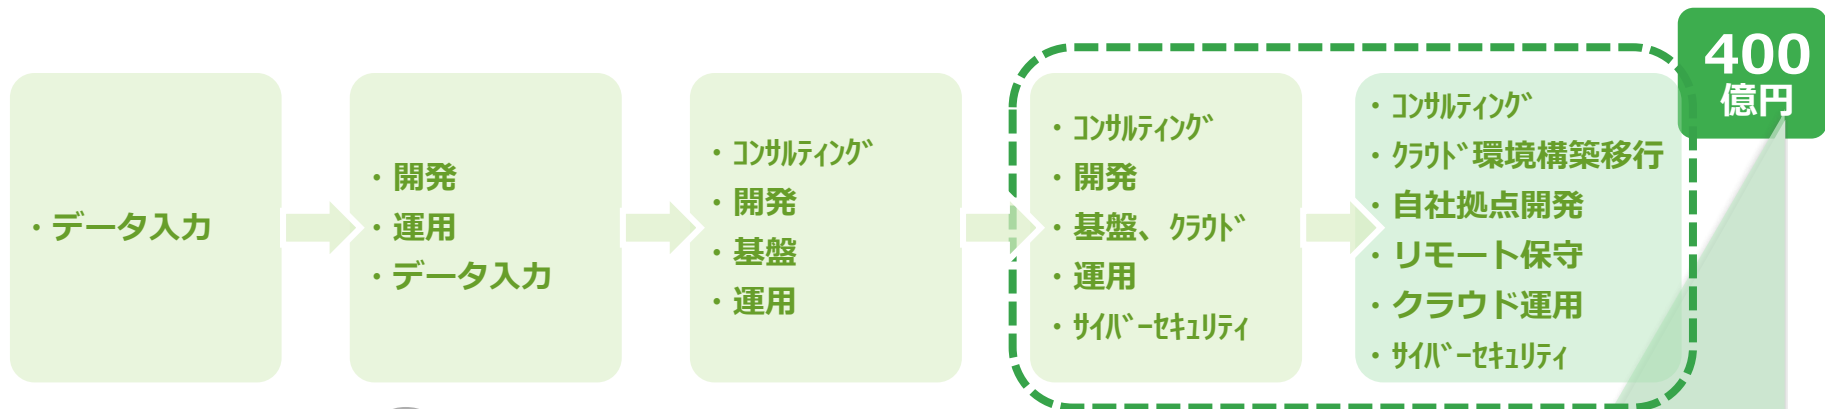 ・データ入力
・開発
・運用
・データ入力
・ｺﾝｻﾙﾃｨﾝｸﾞ
・開発
・基盤
・運用
・ｺﾝｻﾙﾃｨﾝｸﾞ
・開発
・基盤、ｸﾗｳﾄﾞ
・運用
・ｻｲﾊﾞｰｾｷｭﾘﾃｨ
・ｺﾝｻﾙﾃｨﾝｸﾞ
・ｸﾗｳﾄﾞ環境構築移行
・自社拠点開発
・リモート保守
・クラウド運用
・ｻｲﾊﾞｰｾｷｭﾘﾃｨ
400
億円